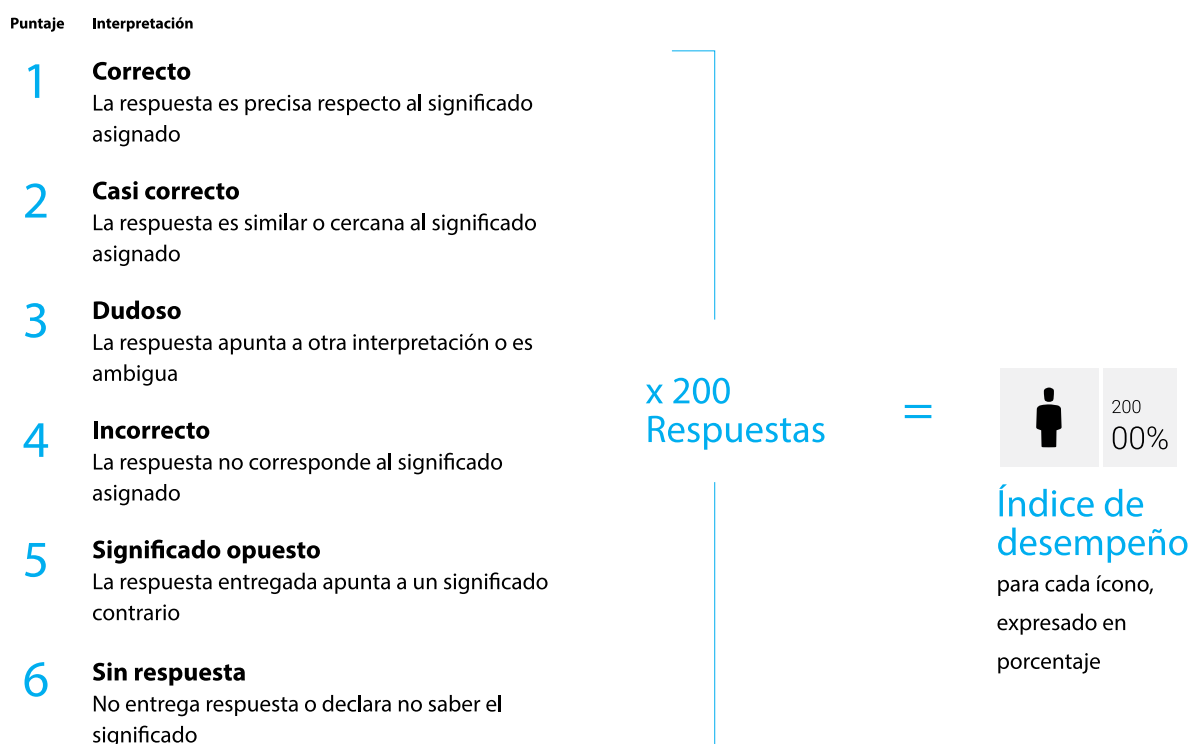 Puntaje Interpretación
1 Correcto
La respuesta es precisa respecto al significado
asignado
2 Casi correcto
La respuesta es similar o cercana al significado
asignado
3 Dudoso
La respuesta apunta a otra interpretación o es
ambigua
4 Incorrecto
La respuesta no corresponde al significado
asignado
5 Significado opuesto
La respuesta entregada apunta a un significado
contrario
6 Sin respuesta
No entrega respuesta o declara no saber el
significado
x 200
Respuestas
=
200
00%
Índice de
desempeño
para cada ícono,
expresado en
porcentaje